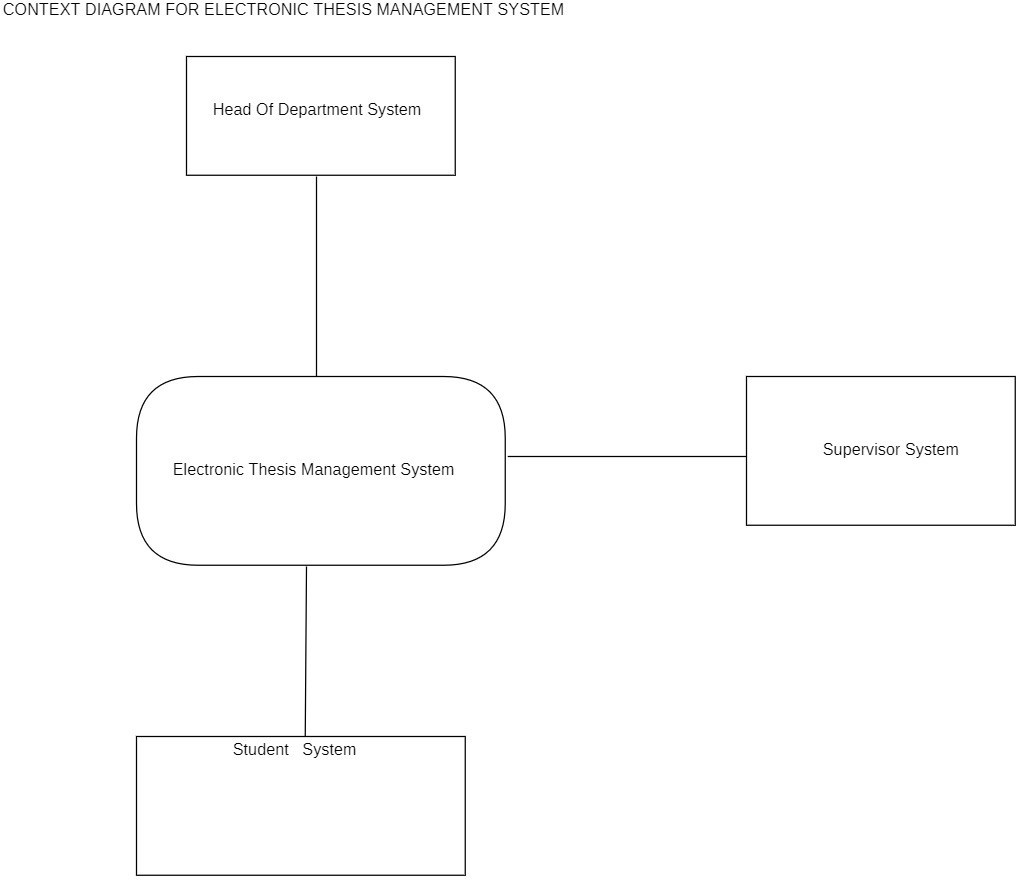 CONTEXT DIAGRAM FOR ELECTRONIC THESIS MANAGEMENT SYSTEM
Head Of Department System
Electronic Thesis Management System
Supervisor System
Student System